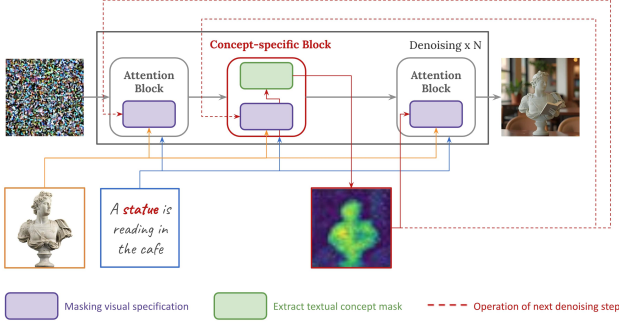 Concept-specific Block
Denoising x N
Attention
Block
Attention
Block
A statue is
reading in
the cafe
Masking visual specification
Extract textual concept mask
Operation of next denoising step